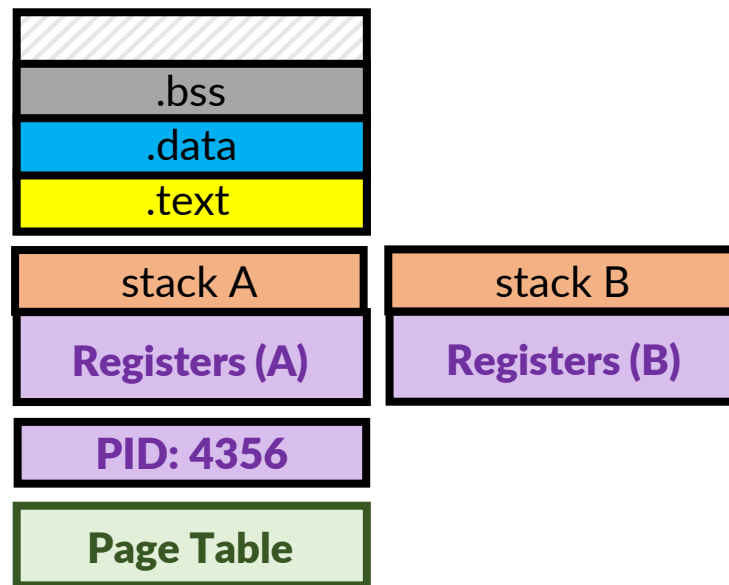 .bss
.data
.text
stack A
stack B
Registers (A)
Registers (B)
PID: 4356
Page Table